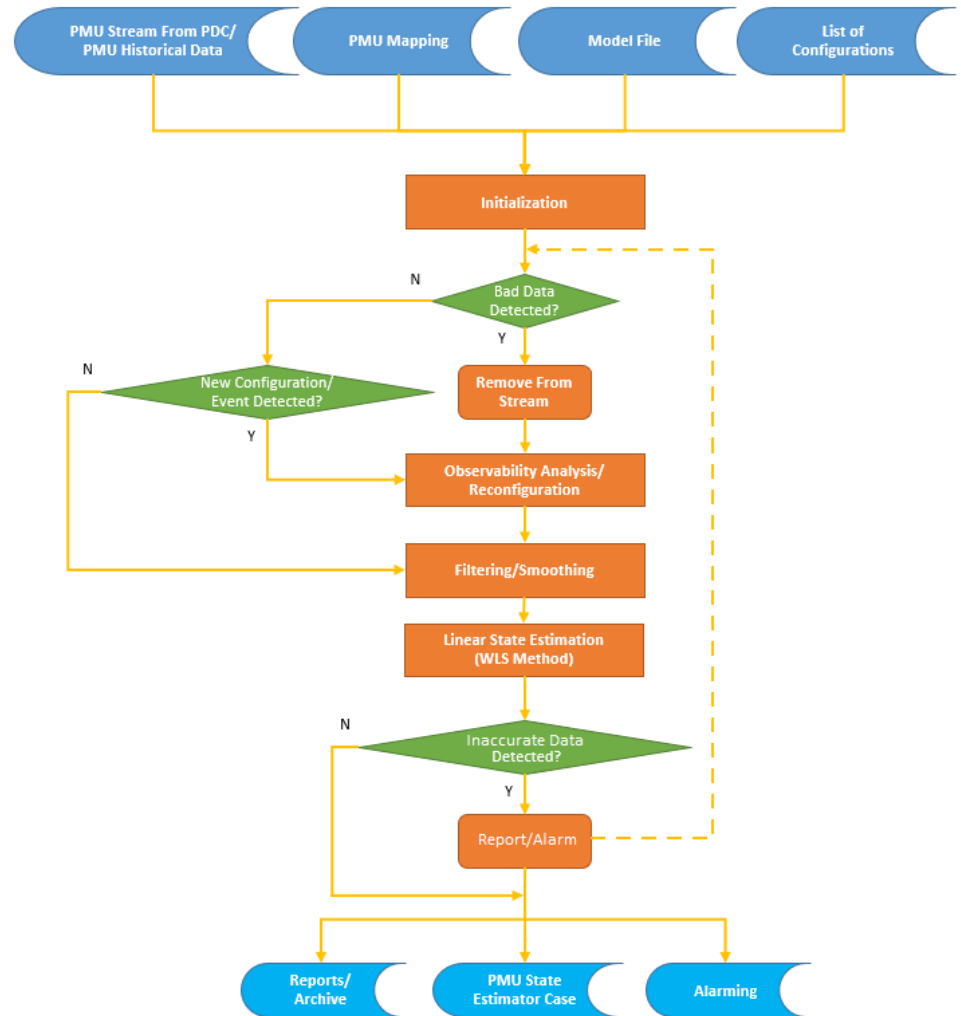 PMU Stream From PDC/
PMU Historical Data
PMU Mapping
Model File
List of
Configurations
Initialization
N
Bad Data
Detected?
Y
N
New Configuration/
Event Detected?
Y
Remove From
Stream
Observability Analysis/
Reconfiguration
Filtering/Smoothing
Linear State Estimation
(WLS Method)
N
Inaccurate Data
Detected?
Y
Report/Alarm
Reports/
Archive
PMU State
Estimator Case
Alarming